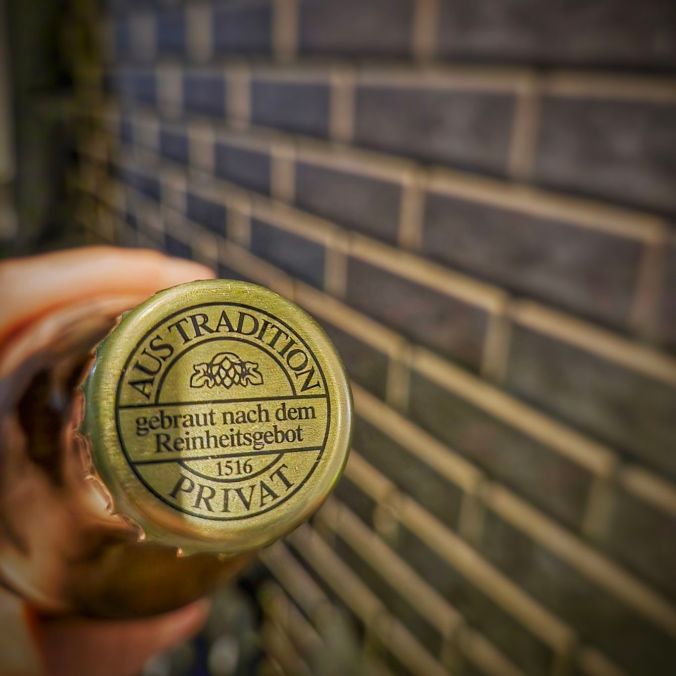 AUS TRADITION
gebraut nach dem
Reinheitsgebot
1516
PRIVAT